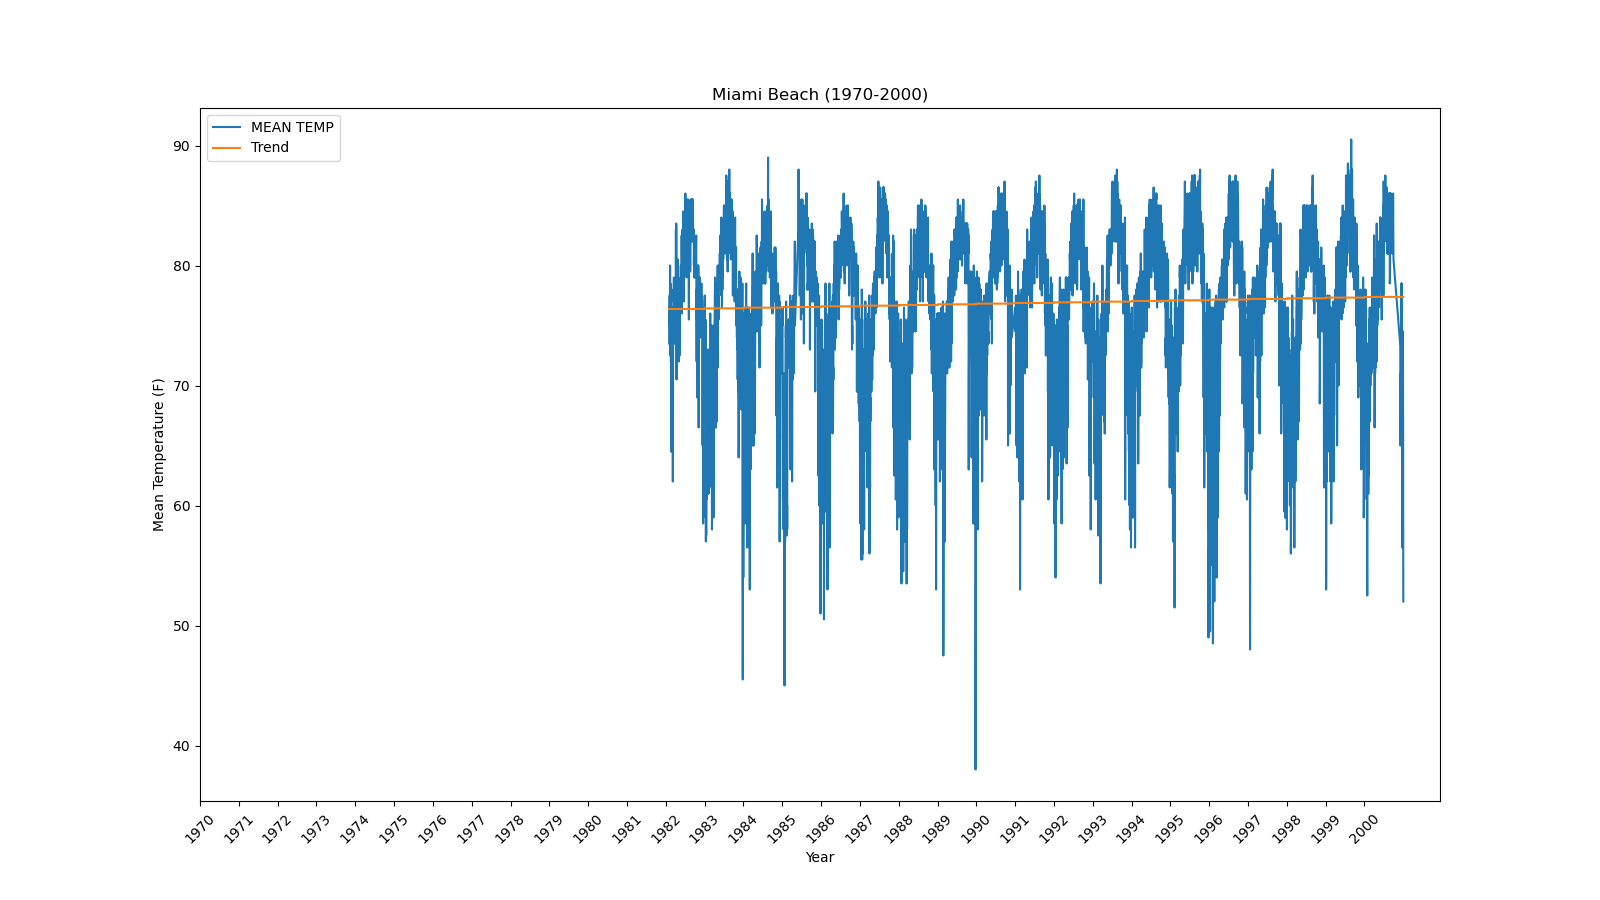 Miami Beach (1970-2000)
MEAN TEMP
Trend
90
80
70
60
50
40
Mean Temperature (F)
1970 1971 1972 1973 1974 1975 1976 1977 1978 1979 1980 1981 1982 1983 1984 1985 1986 1987 1988 1989 1990 1991 1992 1993 1994 1995 1996 1997 1998 1999 2000
Year